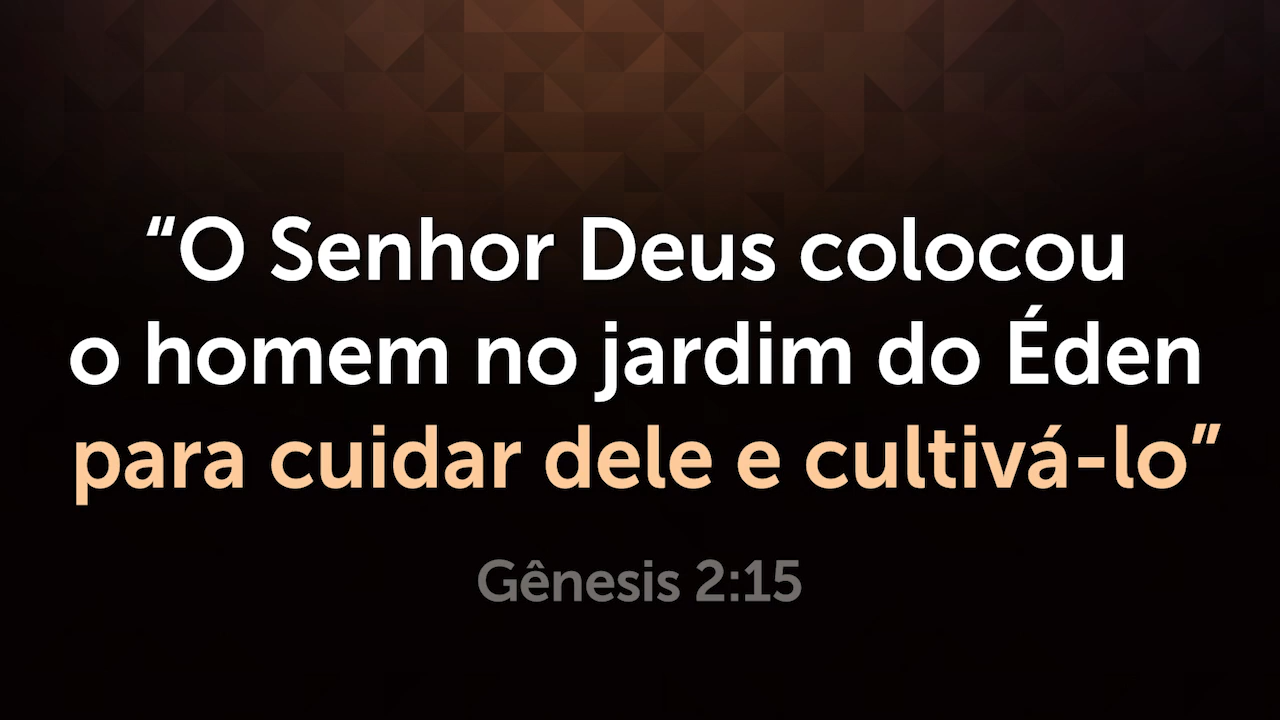 “O Senhor Deus colocou
o homem no jardim do Éden
para cuidar dele e cultivá-lo”
Gênesis 2:15